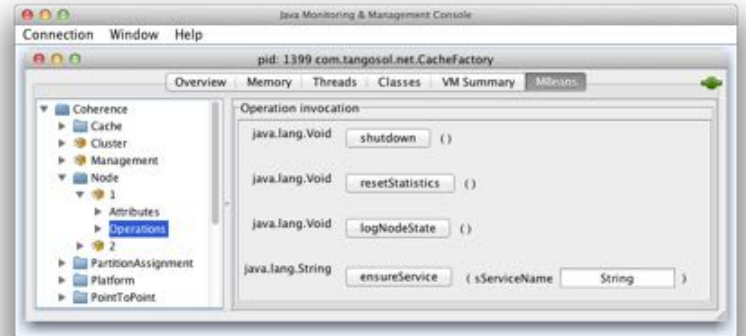 Java Monitoring & Management Console
Connection Window Help
pid: 1399 com.tangosol.net.CacheFactory
Overview Memory Threads Classes VM Summary MBeans
Coherence
Cache
Cluster
Management
Node
1
Attributes
Operations
2
PartitionAssignment
Platform
PointToPoint
Operation invocation
java.lang.Void shutdown ()
java.lang.Void resetStatistics ()
java.lang.Void logNodeState ()
java.lang.String ensureService ( sServiceName String )